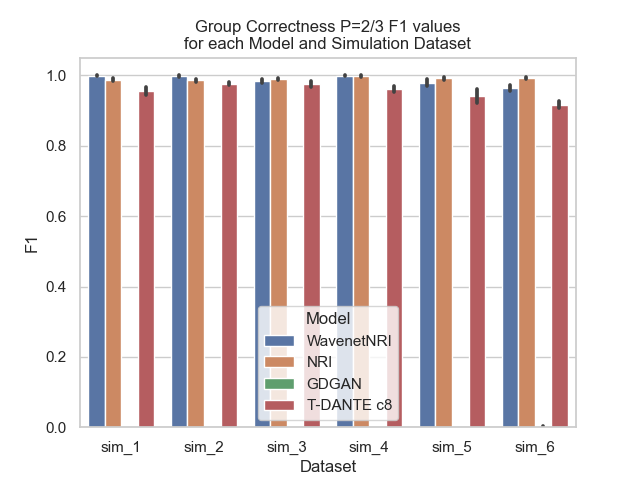 Group Correctness P=2/3 F1 values
for each Model and Simulation Dataset
1.0
0.8
0.6
0.4
0.2
0.0
F1
Model
WavenetNRI
NRI
GDGAN
T-DANTE c8
sim_1 sim_2 sim_3 sim_4 sim_5 sim_6
Dataset